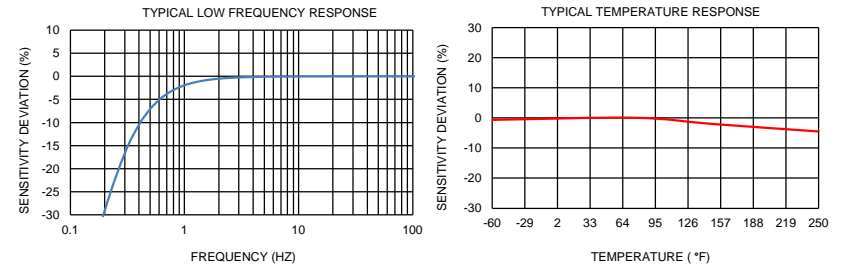 TYPICAL LOW FREQUENCY RESPONSE
SENSITIVITY DEVIATION (%)
10
5
0
-5
-10
-15
-20
-25
-30
0.1 1 10 100
FREQUENCY (HZ)
TYPICAL TEMPERATURE RESPONSE
SENSITIVITY DEVIATION (%)
30
20
10
0
-10
-20
-30
-60 -29 2 33 64 95 126 157 188 219 250
TEMPERATURE ( °F)